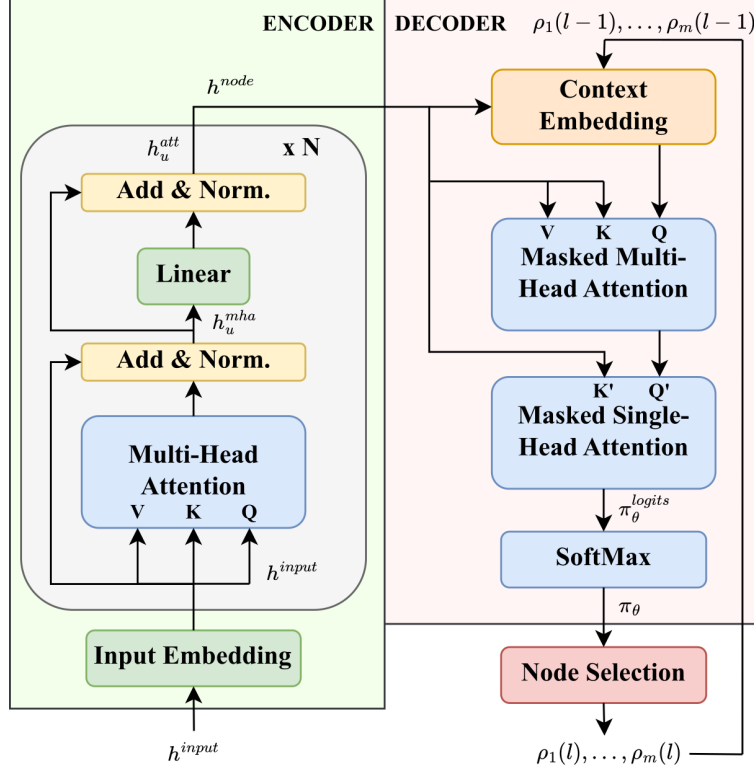 ENCODER
DECODER
ρ₁(l − 1), . . . , ρₘ(l − 1)
h^{node}
Context
Embedding
h_u^{att}
x N
Add & Norm.
V K Q
Masked Multi-
Head Attention
Linear
h_u^{mha}
Add & Norm.
K' Q'
Masked Single-
Head Attention
Multi-Head
Attention
V K Q
π_θ^{logits}
h^{input}
SoftMax
π_θ
Input Embedding
Node Selection
h^{input}
ρ₁(l), . . . , ρₘ(l)